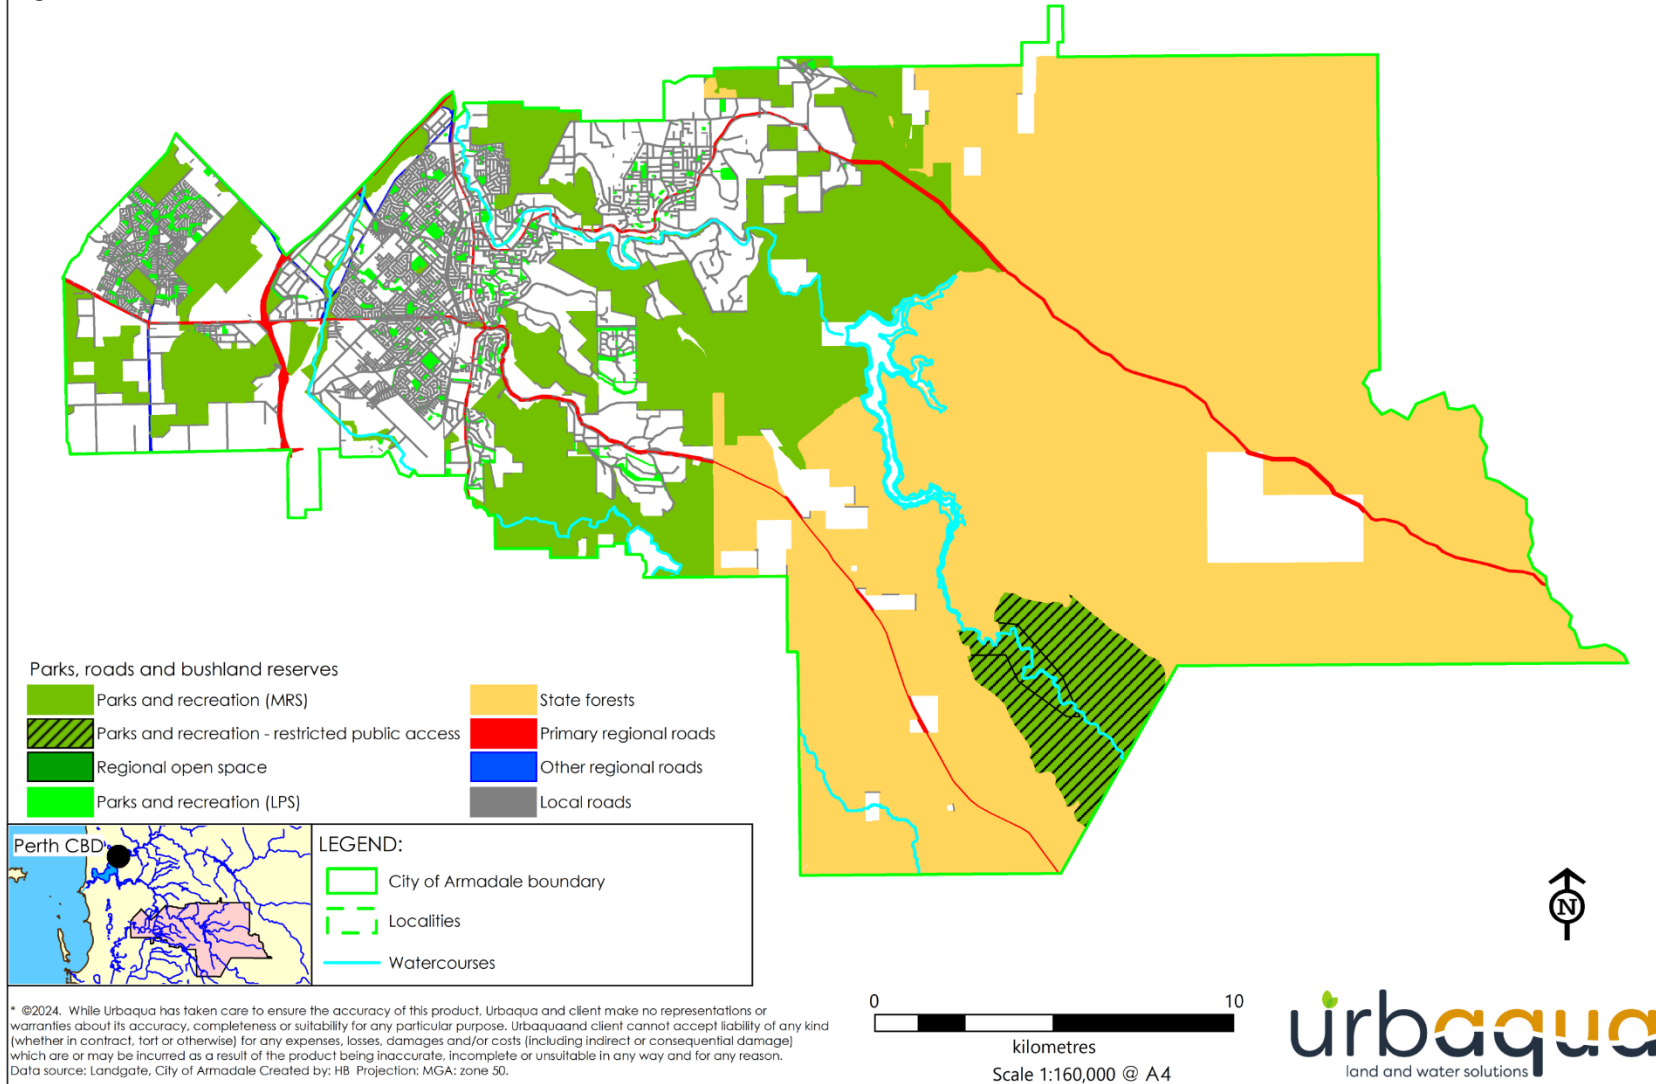 Parks, roads and bushland reserves
Parks and recreation (MRS)
Parks and recreation - restricted public access
Regional open space
Parks and recreation (LPS)
State forests
Primary regional roads
Other regional roads
Local roads
Perth CBD
LEGEND:
City of Armadale boundary
Localities
Watercourses
N
* ©2024. While Urbaqua has taken care to ensure the accuracy of this product, Urbaqua and client make no representations or
warranties about its accuracy, completeness or suitability for any particular purpose. Urbaquaand client cannot accept liability of any kind
(whether in contract, tort or otherwise) for any expenses, losses, damages and/or costs (including indirect or consequential damage)
which are or may be incurred as a result of the product being inaccurate, incomplete or unsuitable in any way and for any reason.
Data source: Landgate, City of Armadale Created by: HB Projection: MGA: zone 50.
0 10
kilometres
Scale 1:160,000 @ A4
urbaqua
land and water solutions